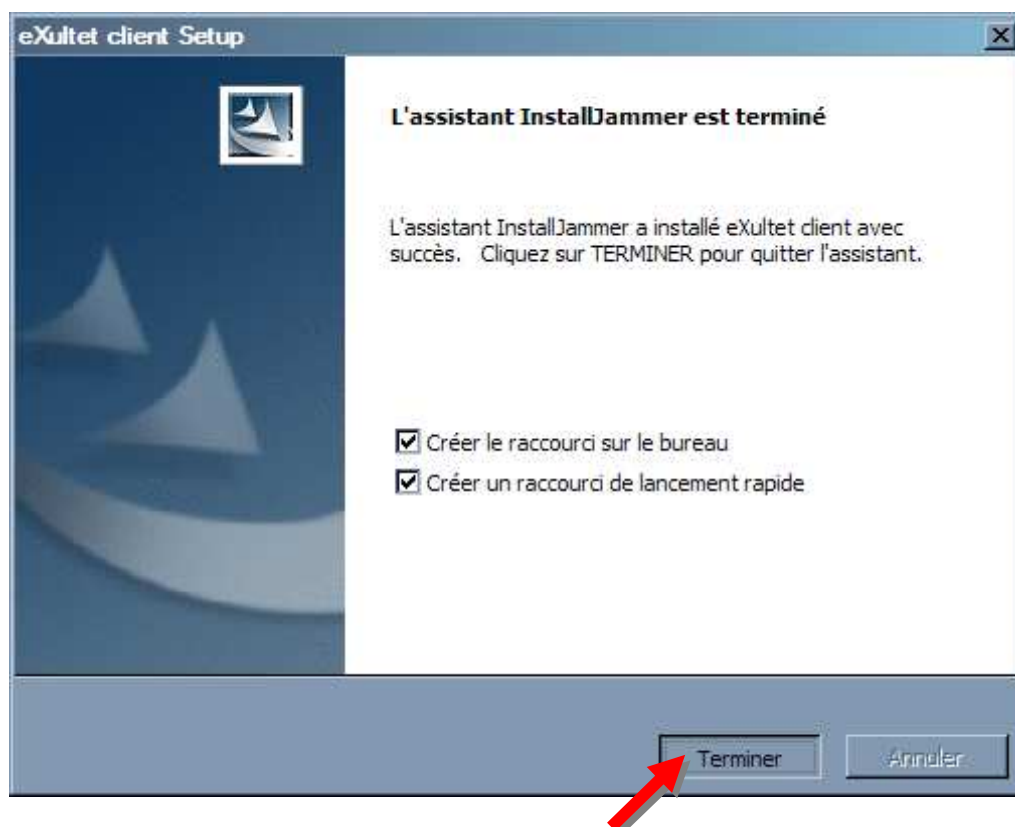 eXultet client Setup
L'assistant InstallJammer est terminé
L'assistant InstallJammer a installé eXultet client avec
succès. Cliquez sur TERMINER pour quitter l'assistant.
Créer le raccourci sur le bureau
Créer un raccourci de lancement rapide
Terminer
Annuler